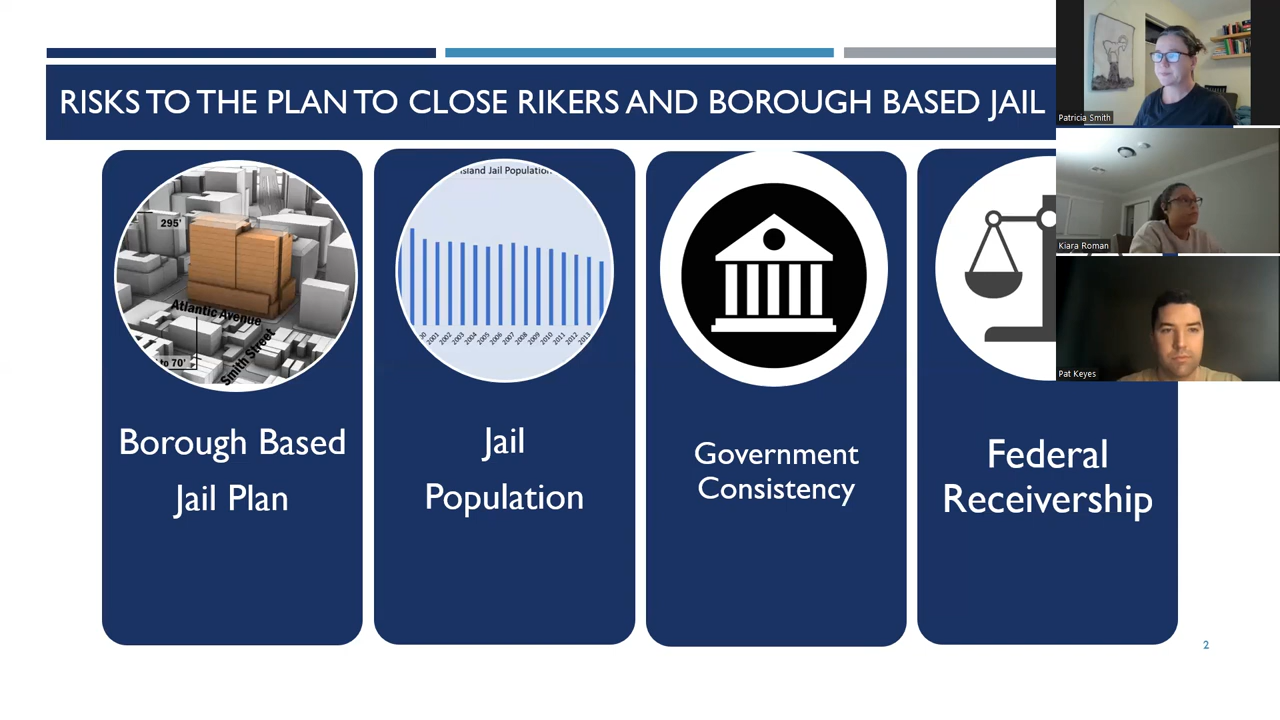 RISKS TO THE PLAN TO CLOSE RIKERS AND BOROUGH BASED JAIL
295'
Atlantic Avenue
Smith Street
to 70'
Island Jail Population
2001
2002
2003
2004
2005
2006
2007
2008
2009
2010
2011
2012
2013
Borough Based
Jail Plan
Jail
Population
Government
Consistency
Federal
Receivership
2
Patricia Smith
Kiara Roman
Pat Keyes